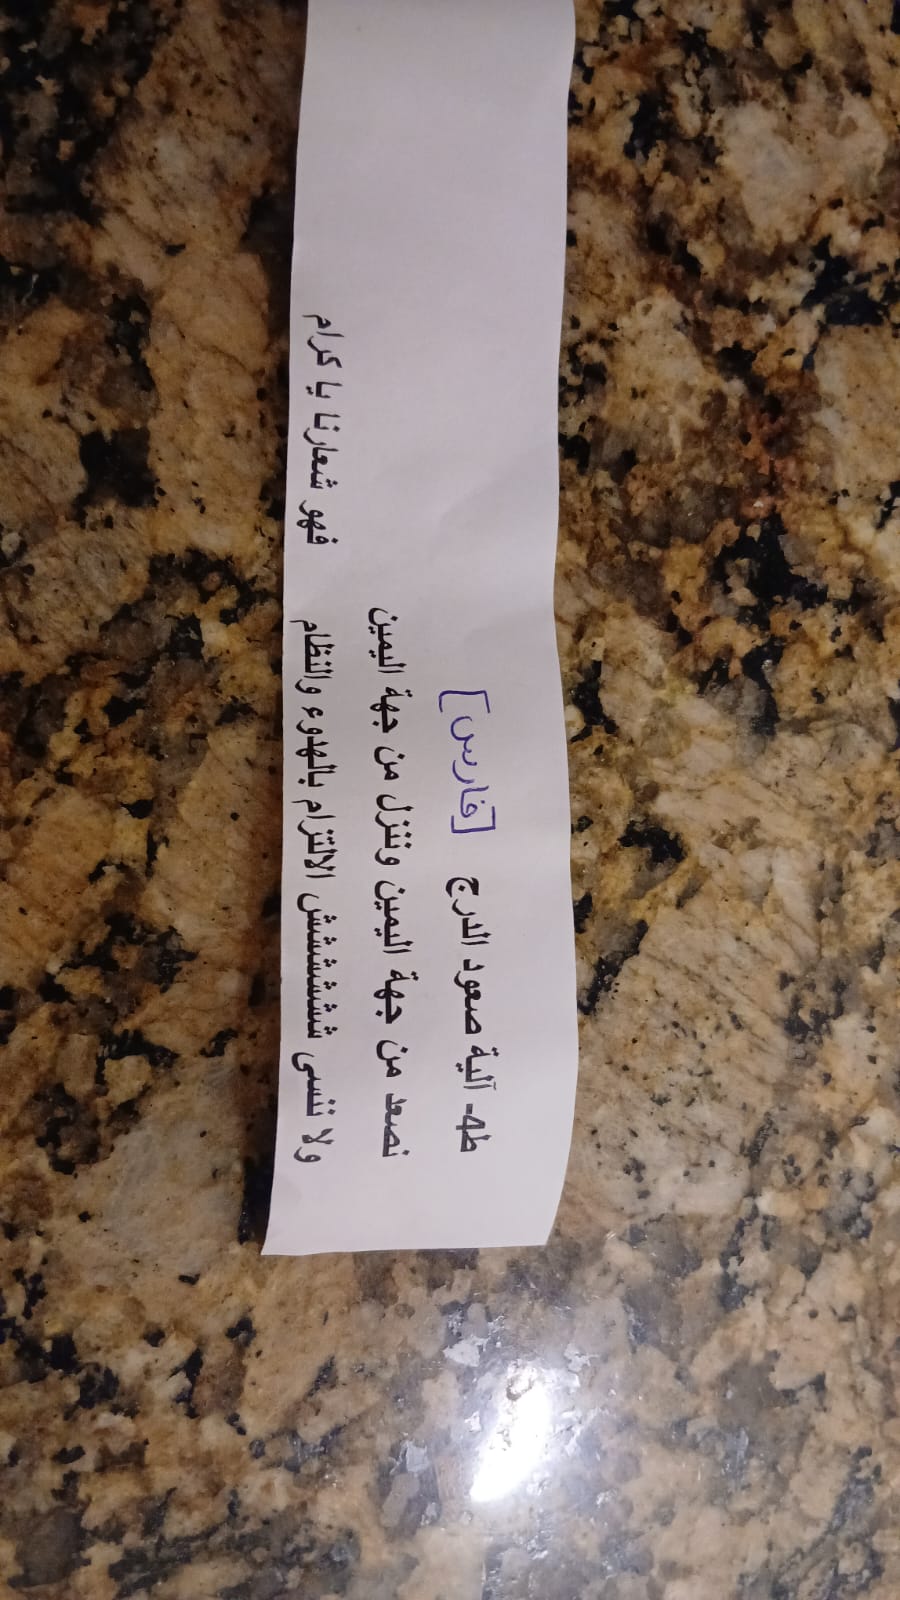 طه- آلية صعود الدرج [فارس]
نصعد من جهة اليمين وننزل من جهة اليمين
ولا ننسى شششششش الالتزام بالهدوء والنظام فهو شعارنا يا كرام